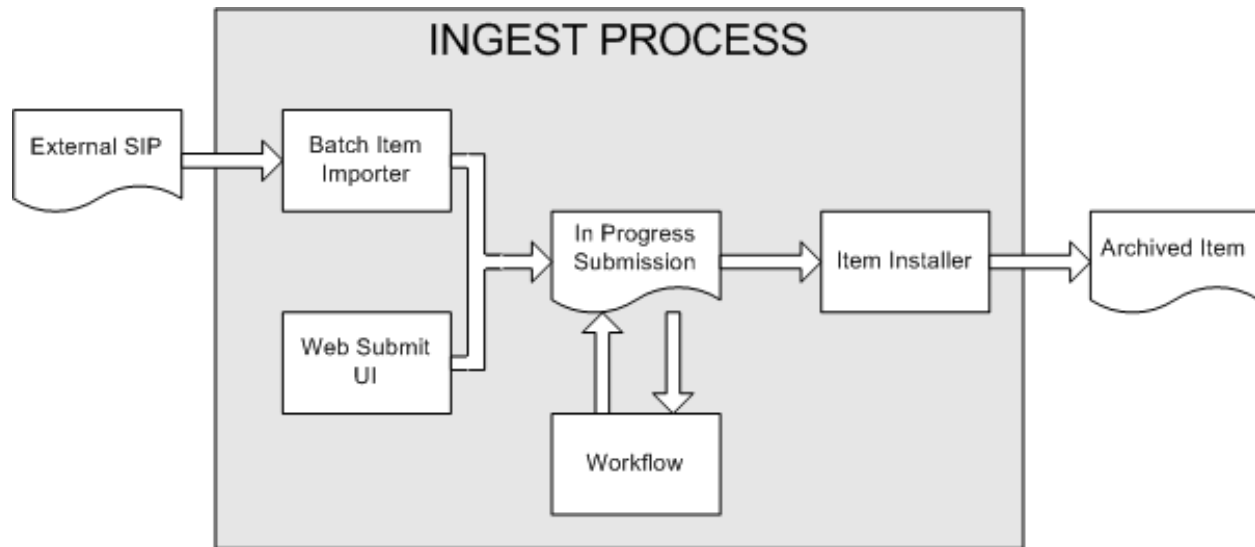 INGEST PROCESS
External SIP
Batch Item
Importer
In Progress
Submission
Item Installer
Archived Item
Web Submit
UI
Workflow